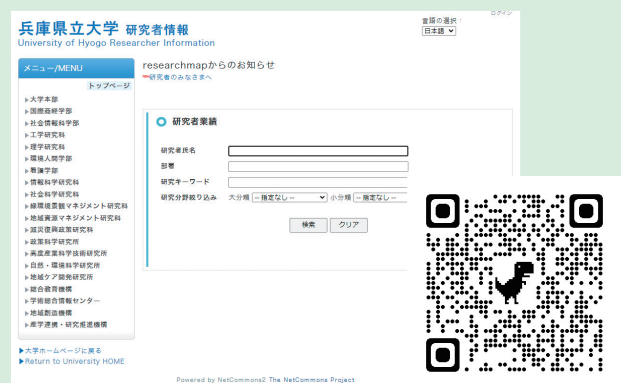 ログイン
兵庫県立大学 研究者情報
University of Hyogo Researcher Information
言語の選択:
日本語
メニュー/MENU
トップページ
大学本部
国際商経学部
社会情報科学部
工学研究科
理学研究科
環境人間学部
看護学部
情報科学研究科
社会科学研究科
緑環境景観マネジメント研究科
地域資源マネジメント研究科
減災復興政策研究科
政策科学研究所
高度産業科学技術研究所
自然・環境科学研究所
地域ケア開発研究所
総合教育機構
学術総合情報センター
地域創造機構
産学連携・研究推進機構
大学ホームページに戻る
Return to University HOME
researchmapからのお知らせ
研究者のみなさまへ
研究者業績
研究者氏名
部署
研究キーワード
研究分野絞り込み 大分類 -- 指定なし -- 小分類 -- 指定なし --
検索 クリア
Powered by NetCommons2 The NetCommons Project